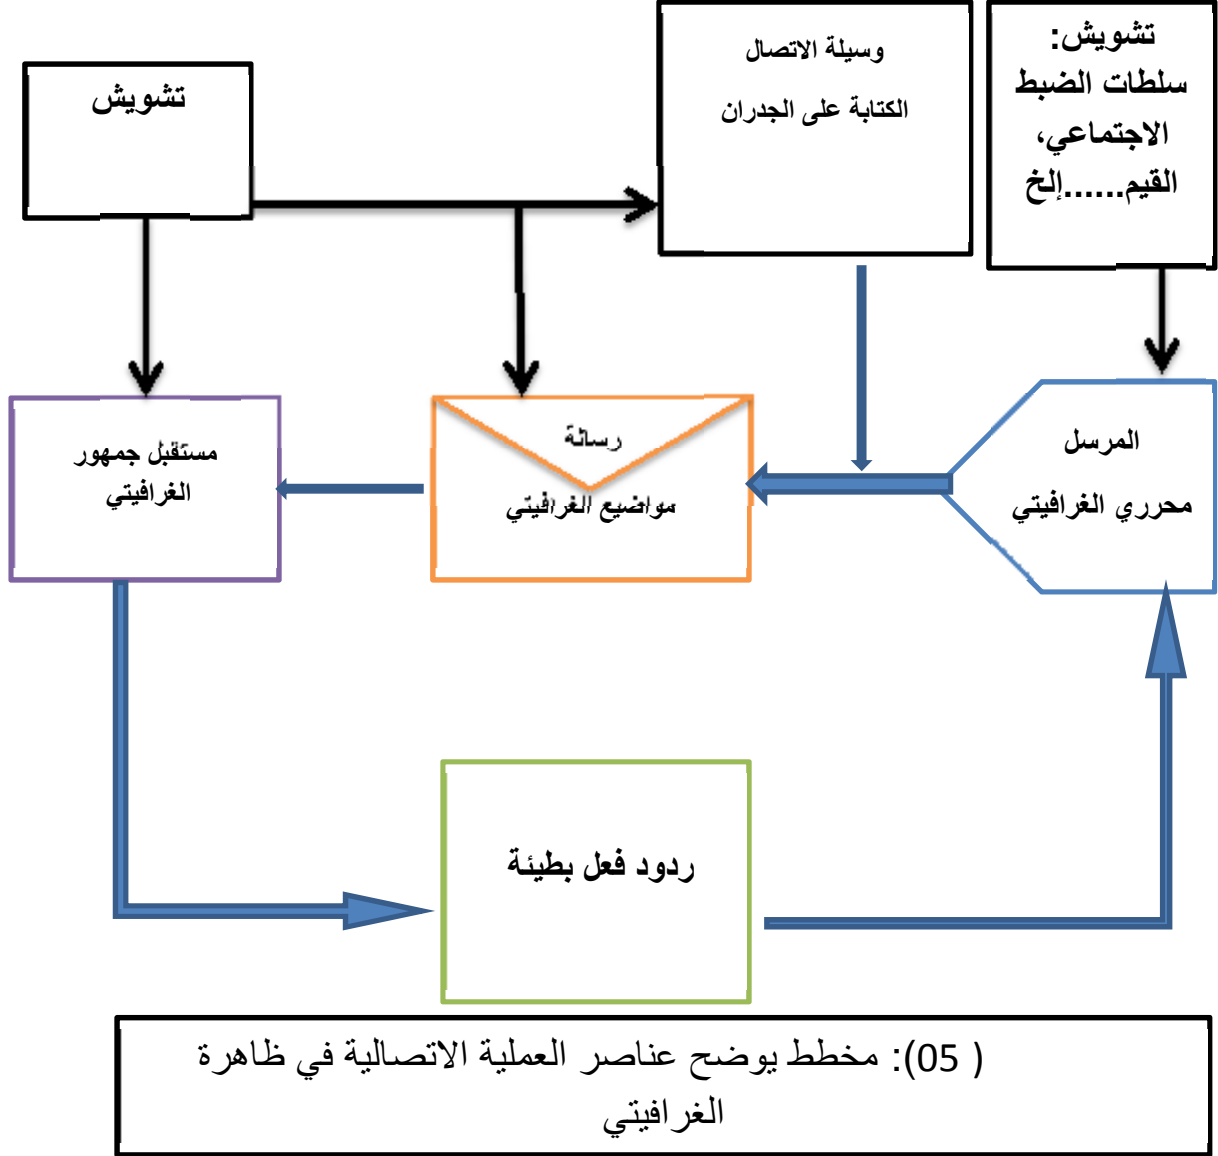 تشويش:
سلطات الضبط
الاجتماعي،
القيم......إلخ
وسيلة الاتصال
الكتابة على الجدران
تشويش
المرسل
محرري الغرافيتي
رسالة
مواضيع الغرافيتي
مستقبل جمهور
الغرافيتي
ردود فعل بطيئة
( 05): مخطط يوضح عناصر العملية الاتصالية في ظاهرة
الغرافيتي